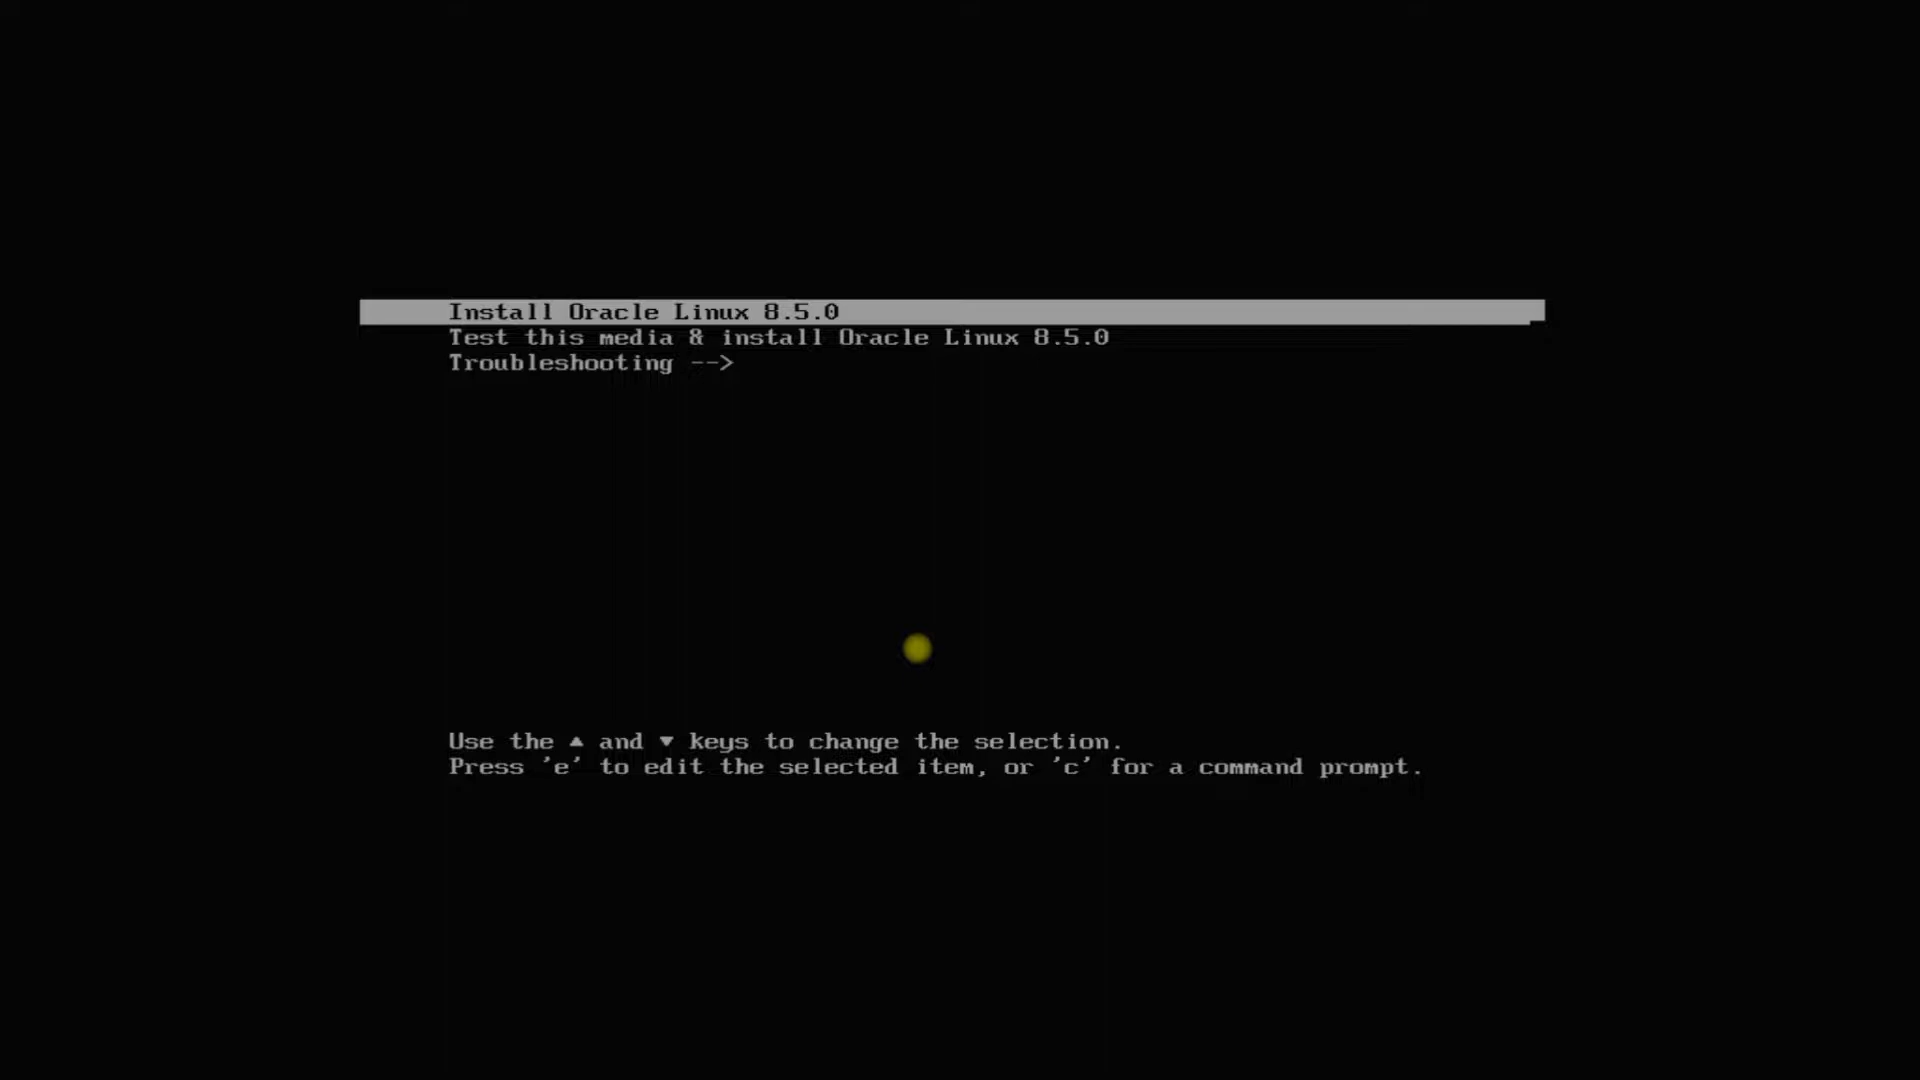 Install Oracle Linux 8.5.0
Test this media & install Oracle Linux 8.5.0
Troubleshooting -->
Use the ▲ and ▼ keys to change the selection.
Press 'e' to edit the selected item, or 'c' for a command prompt.